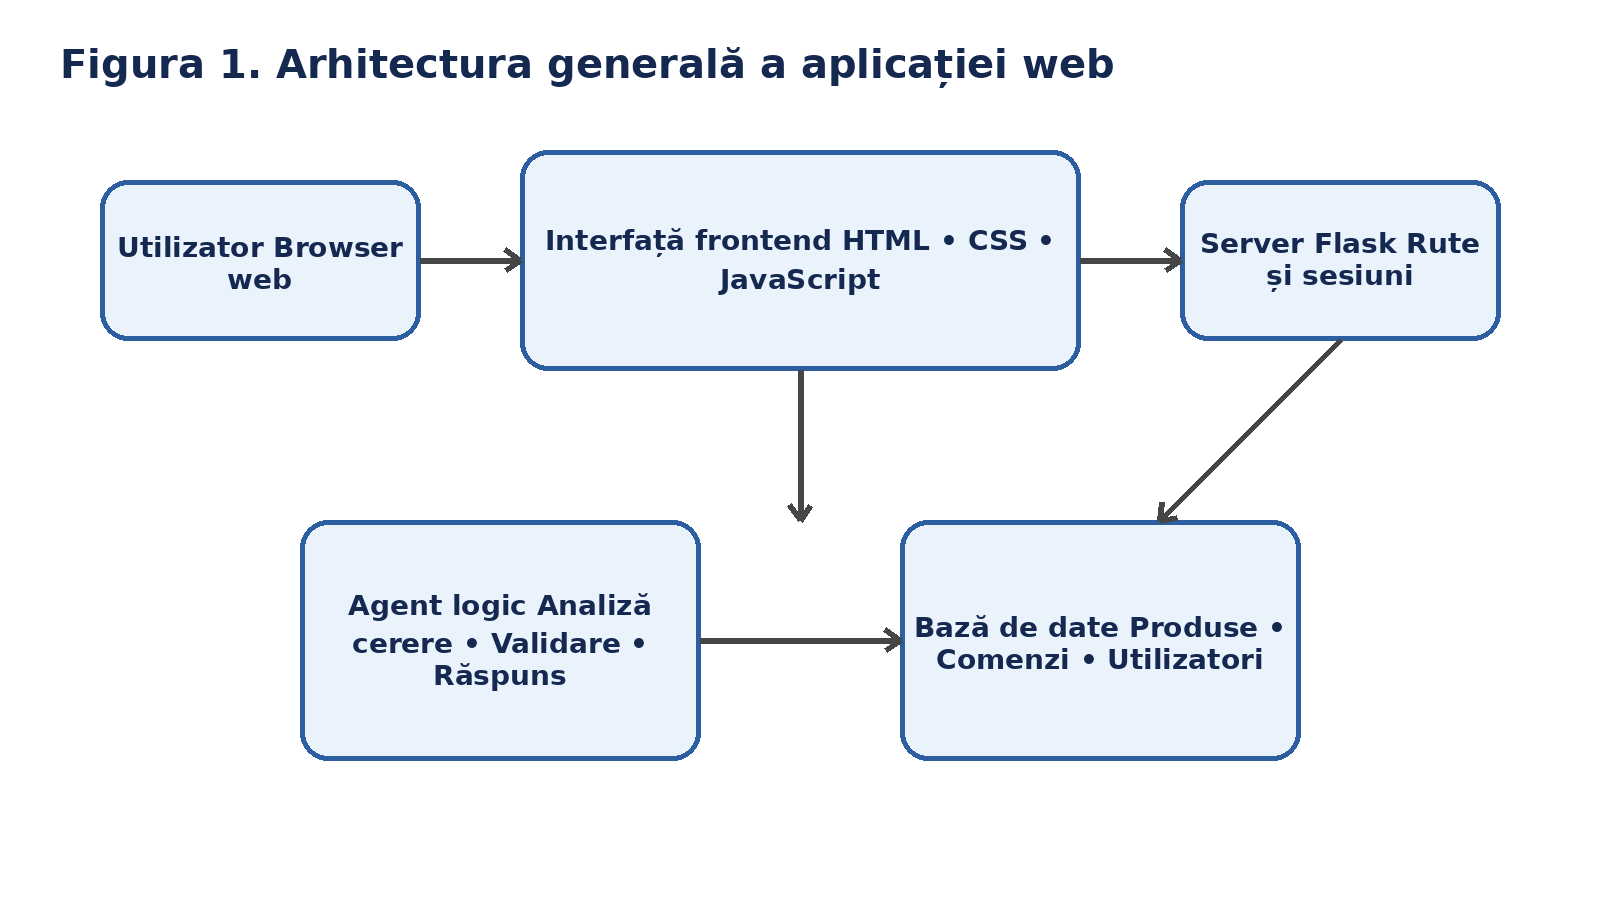 Figura 1. Arhitectura generală a aplicației web
Utilizator Browser
web
Interfață frontend HTML • CSS •
JavaScript
Server Flask Rute
și sesiuni
Agent logic Analiză
cerere • Validare •
Răspuns
Bază de date Produse •
Comenzi • Utilizatori